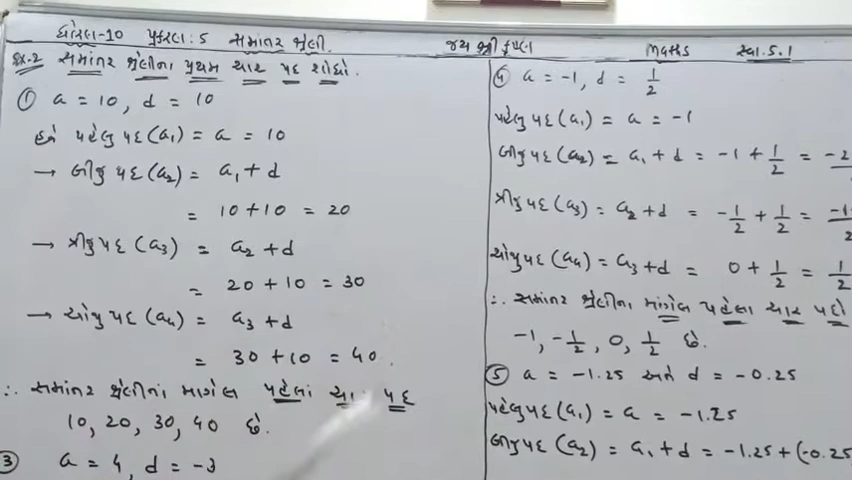 ધોરણ-10 પ્રકરણ: 5 સમાંતર શ્રેણી. જય શ્રી કૃષ્ણ Maths સ્વા.5.1
Ex.2 સમાંતર શ્રેણીના પ્રથમ ચાર પદ શોધો.
① a = 10, d = 10
હવે પહેલુ પદ(a₁) = a = 10
→ બીજુ પદ(a₂) = a₁+d
= 10+10 = 20
→ ત્રીજુ પદ(a₃) = a₂+d
= 20+10 = 30
→ ચોથુ પદ(a₄) = a₃+d
= 30+10 = 40.
∴ સમાંતર શ્રેણીના માગેલ પહેલાં પદ
10, 20, 30, 40 છે.
③ a = 4, d = -3
④ a = -1, d = 1/2
પહેલુ પદ(a₁) = a = -1
બીજુ પદ(a₂) = a₁+d = -1+1/2 = -2
ત્રીજુ પદ(a₃) = a₂+d = -1/2+1/2 = -1
ચોથુ પદ(a₄) = a₃+d = 0+1/2 = 1/2
∴ સમાંતર શ્રેણીના માંગેલ પહેલા ચાર પદો
-1, -1/2, 0, 1/2 છે.
⑤ a = -1.25 અને d = -0.25
પહેલુ પદ(a₁) = a = -1.25
બીજુ પદ(a₂) = a₁+d = -1.25+(-0.25